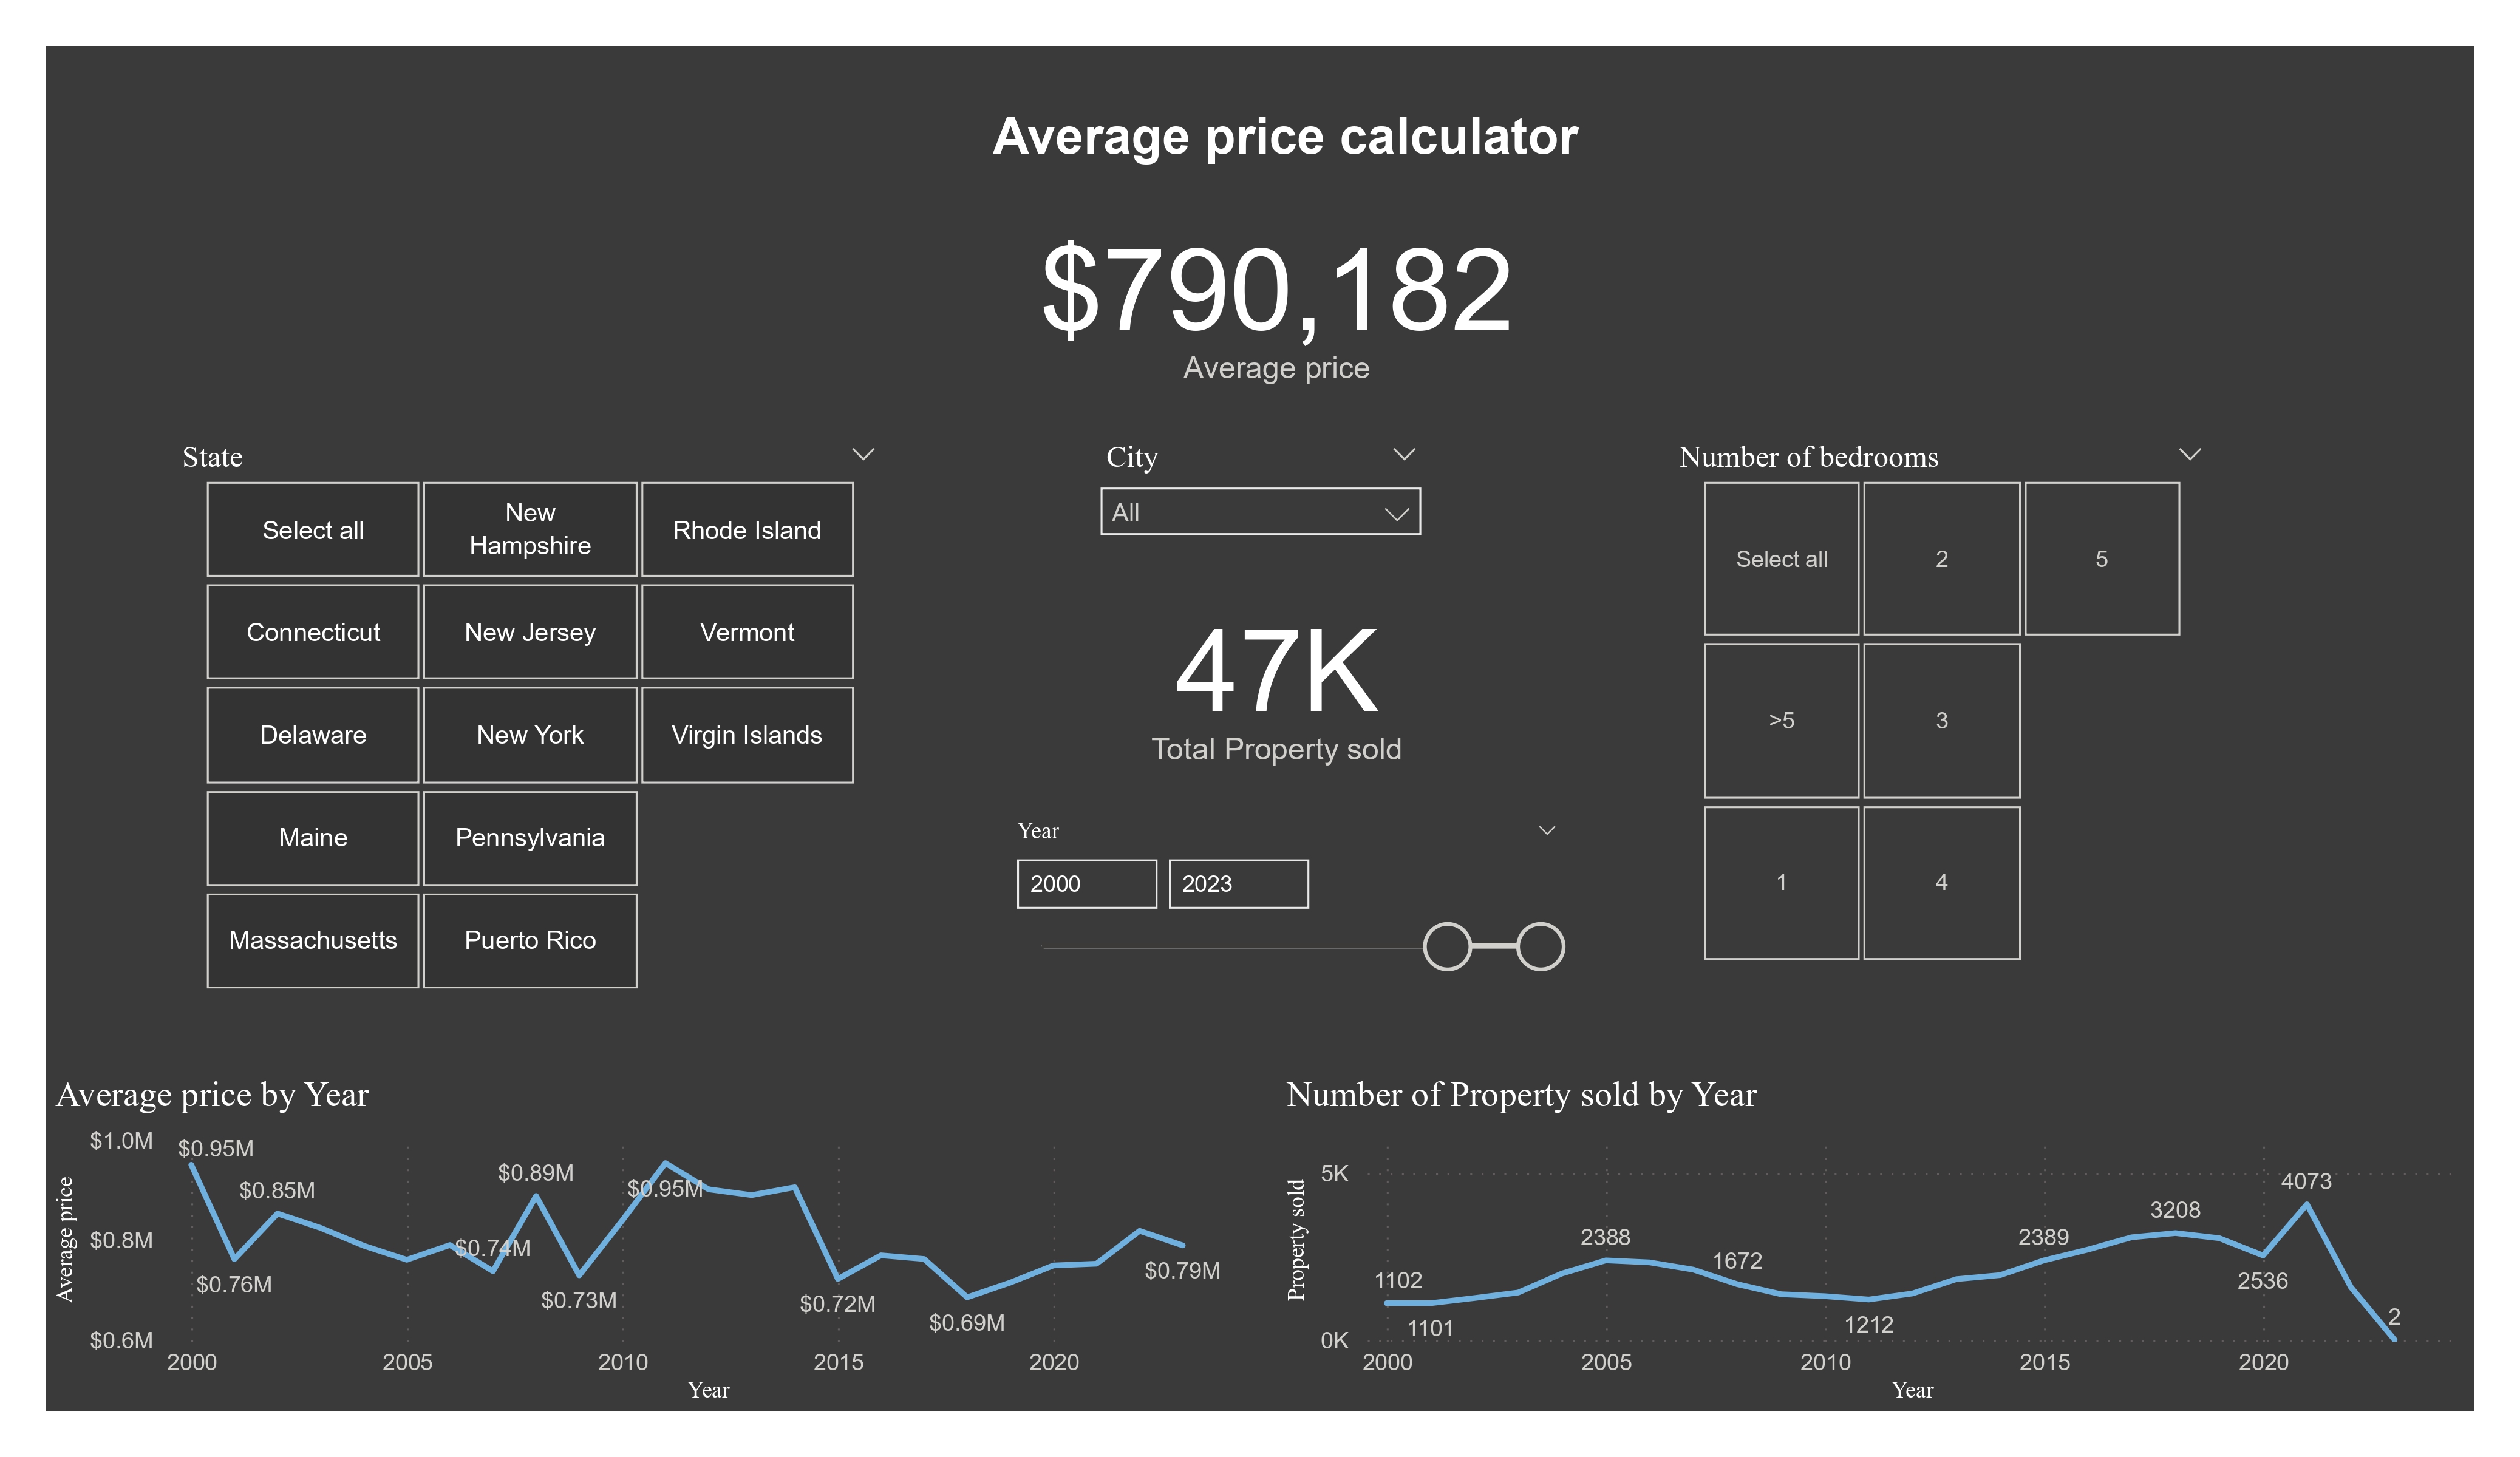 Average price calculator
$790,182
Average price
State
Select all
New
Hampshire
Rhode Island
Connecticut
New Jersey
Vermont
Delaware
New York
Virgin Islands
Maine
Pennsylvania
Massachusetts
Puerto Rico
City
All
47K
Total Property sold
Year
2000
2023
Number of bedrooms
Select all
2
5
>5
3
1
4
Average price by Year
Average price
$1.0M
$0.8M
$0.6M
$0.95M
$0.76M
$0.85M
$0.74M
$0.89M
$0.73M
$0.95M
$0.72M
$0.69M
$0.79M
2000
2005
2010
2015
2020
Year
Number of Property sold by Year
Property sold
5K
0K
1102
1101
2388
1672
1212
2389
3208
2536
4073
2
2000
2005
2010
2015
2020
Year